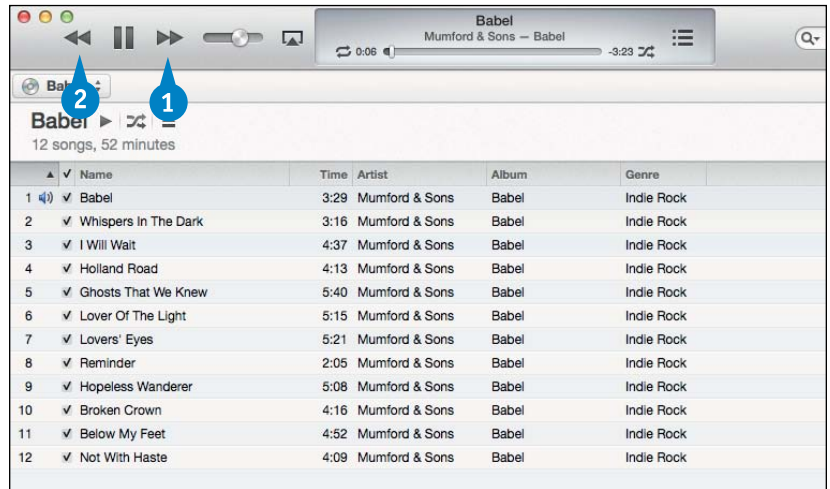 Babel
Mumford & Sons — Babel
0:06 -3:23
Q
2 1
Babel
12 songs, 52 minutes
✓ Name Time Artist Album Genre
1 ✓ Babel 3:29 Mumford & Sons Babel Indie Rock
2 ✓ Whispers In The Dark 3:16 Mumford & Sons Babel Indie Rock
3 ✓ I Will Wait 4:37 Mumford & Sons Babel Indie Rock
4 ✓ Holland Road 4:13 Mumford & Sons Babel Indie Rock
5 ✓ Ghosts That We Knew 5:40 Mumford & Sons Babel Indie Rock
6 ✓ Lover Of The Light 5:15 Mumford & Sons Babel Indie Rock
7 ✓ Lovers' Eyes 5:21 Mumford & Sons Babel Indie Rock
8 ✓ Reminder 2:05 Mumford & Sons Babel Indie Rock
9 ✓ Hopeless Wanderer 5:08 Mumford & Sons Babel Indie Rock
10 ✓ Broken Crown 4:16 Mumford & Sons Babel Indie Rock
11 ✓ Below My Feet 4:52 Mumford & Sons Babel Indie Rock
12 ✓ Not With Haste 4:09 Mumford & Sons Babel Indie Rock